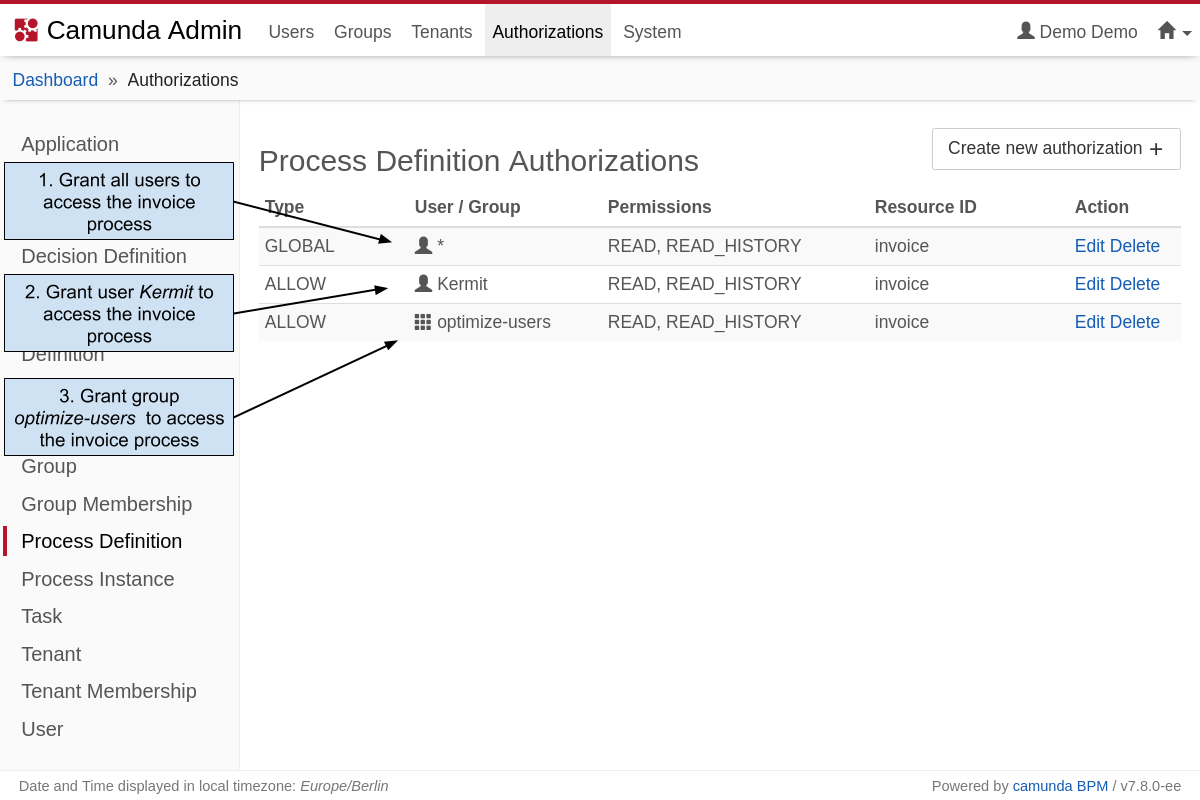 Camunda Admin Users Groups Tenants Authorizations System Demo Demo
Dashboard » Authorizations
Application
1. Grant all users to
access the invoice
process
Decision Definition
2. Grant user Kermit to
access the invoice
process
Definition
3. Grant group
optimize-users to access
the invoice process
Group
Group Membership
Process Definition
Process Instance
Task
Tenant
Tenant Membership
User
Process Definition Authorizations
Create new authorization +
Type User / Group Permissions Resource ID Action
GLOBAL * READ, READ_HISTORY invoice Edit Delete
ALLOW Kermit READ, READ_HISTORY invoice Edit Delete
ALLOW optimize-users READ, READ_HISTORY invoice Edit Delete
Date and Time displayed in local timezone: Europe/Berlin
Powered by camunda BPM / v7.8.0-ee